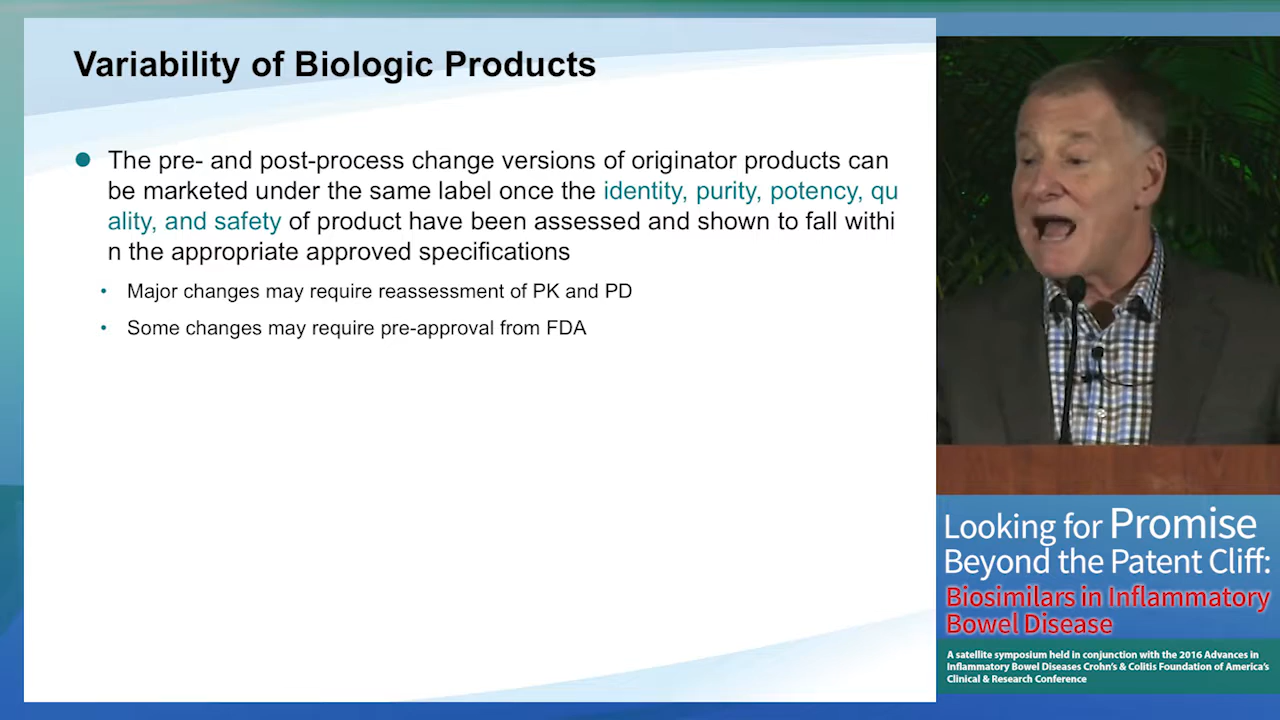 Variability of Biologic Products
● The pre- and post-process change versions of originator products can
be marketed under the same label once the identity, purity, potency, qu
ality, and safety of product have been assessed and shown to fall withi
n the appropriate approved specifications
• Major changes may require reassessment of PK and PD
• Some changes may require pre-approval from FDA
Looking for Promise
Beyond the Patent Cliff:
Biosimilars in Inflammatory
Bowel Disease
A satellite symposium held in conjunction with the 2016 Advances in
Inflammatory Bowel Diseases Crohn's & Colitis Foundation of America's
Clinical & Research Conference